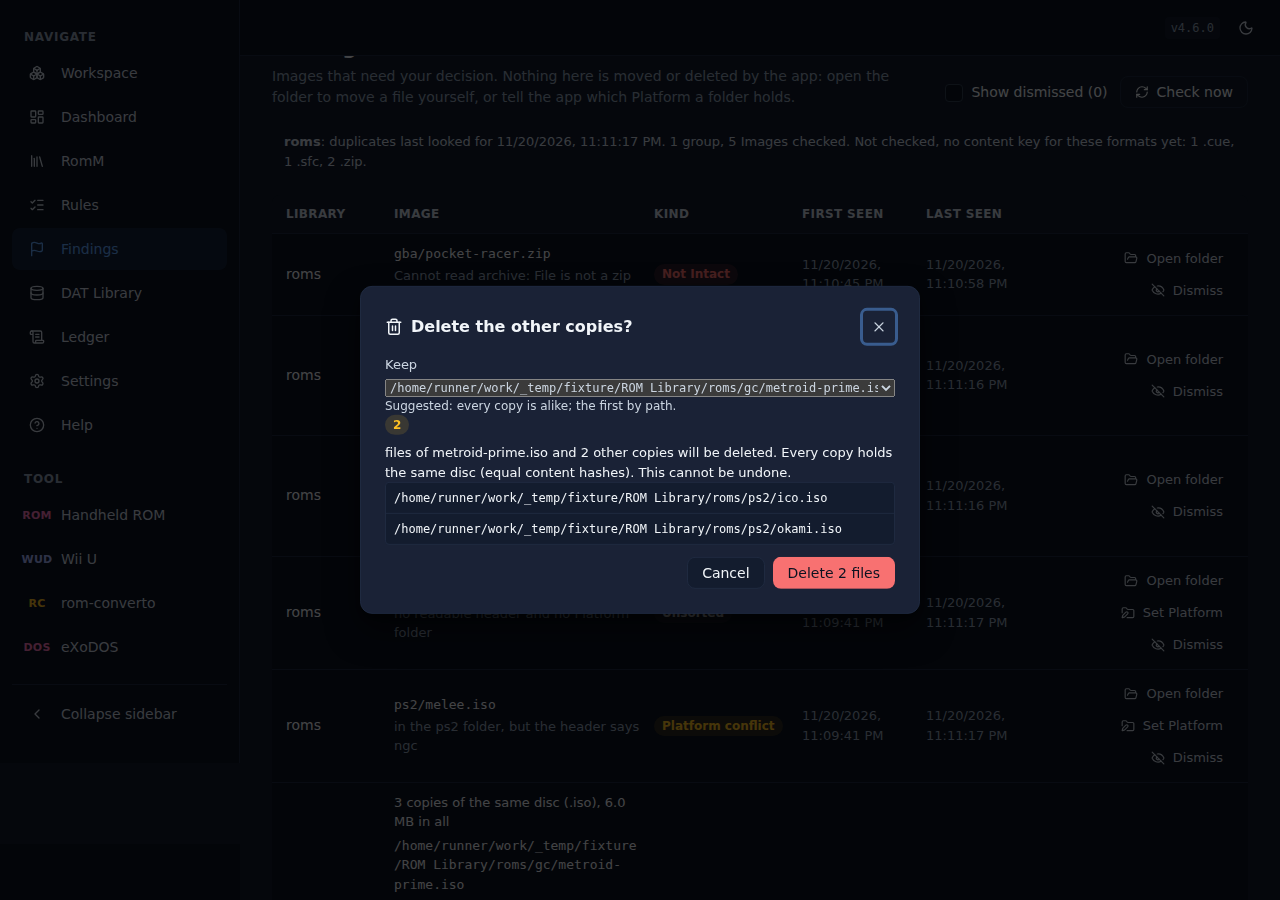 NAVIGATE
Workspace
Dashboard
RomM
Rules
Findings
DAT Library
Ledger
Settings
Help
TOOL
ROM Handheld ROM
WUD Wii U
RC rom-converto
DOS eXoDOS
Collapse sidebar
v4.6.0
Images that need your decision. Nothing here is moved or deleted by the app: open the
folder to move a file yourself, or tell the app which Platform a folder holds.
Show dismissed (0)
Check now
roms: duplicates last looked for 11/20/2026, 11:11:17 PM. 1 group, 5 Images checked. Not checked, no content key for these formats yet: 1 .cue,
1 .sfc, 2 .zip.
LIBRARY IMAGE KIND FIRST SEEN LAST SEEN
roms
gba/pocket-racer.zip
Cannot read archive: File is not a zip
Not Intact
11/20/2026,
11:10:45 PM
11/20/2026,
11:10:58 PM
Open folder
Dismiss
roms
11/20/2026,
11:11:16 PM
Open folder
Dismiss
roms
11/20/2026,
11:11:16 PM
Open folder
Dismiss
roms
no readable header and no Platform
folder
Unsorted
11:09:41 PM
11/20/2026,
11:11:17 PM
Open folder
Set Platform
Dismiss
roms
ps2/melee.iso
in the ps2 folder, but the header says
ngc
Platform conflict
11/20/2026,
11:09:41 PM
11/20/2026,
11:11:17 PM
Open folder
Set Platform
Dismiss
3 copies of the same disc (.iso), 6.0
MB in all
/home/runner/work/_temp/fixture
/ROM Library/roms/gc/metroid-
prime.iso
Delete the other copies?
Keep
/home/runner/work/_temp/fixture/ROM Library/roms/gc/metroid-prime.is
Suggested: every copy is alike; the first by path.
2
files of metroid-prime.iso and 2 other copies will be deleted. Every copy holds
the same disc (equal content hashes). This cannot be undone.
/home/runner/work/_temp/fixture/ROM Library/roms/ps2/ico.iso
/home/runner/work/_temp/fixture/ROM Library/roms/ps2/okami.iso
Cancel
Delete 2 files